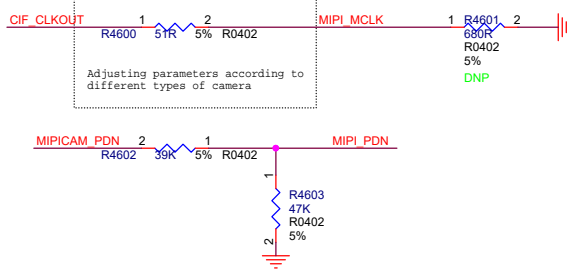 CIF_CLKOUT 1 2 MIPI_MCLK 1 R4601 2
R4600 51R 5% R0402 680R
R0402
5%
DNP
Adjusting parameters according to
different types of camera
MIPICAM_PDN 2 1 MIPI_PDN
R4602 39K 5% R0402
1
R4603
47K
R0402
5%
2